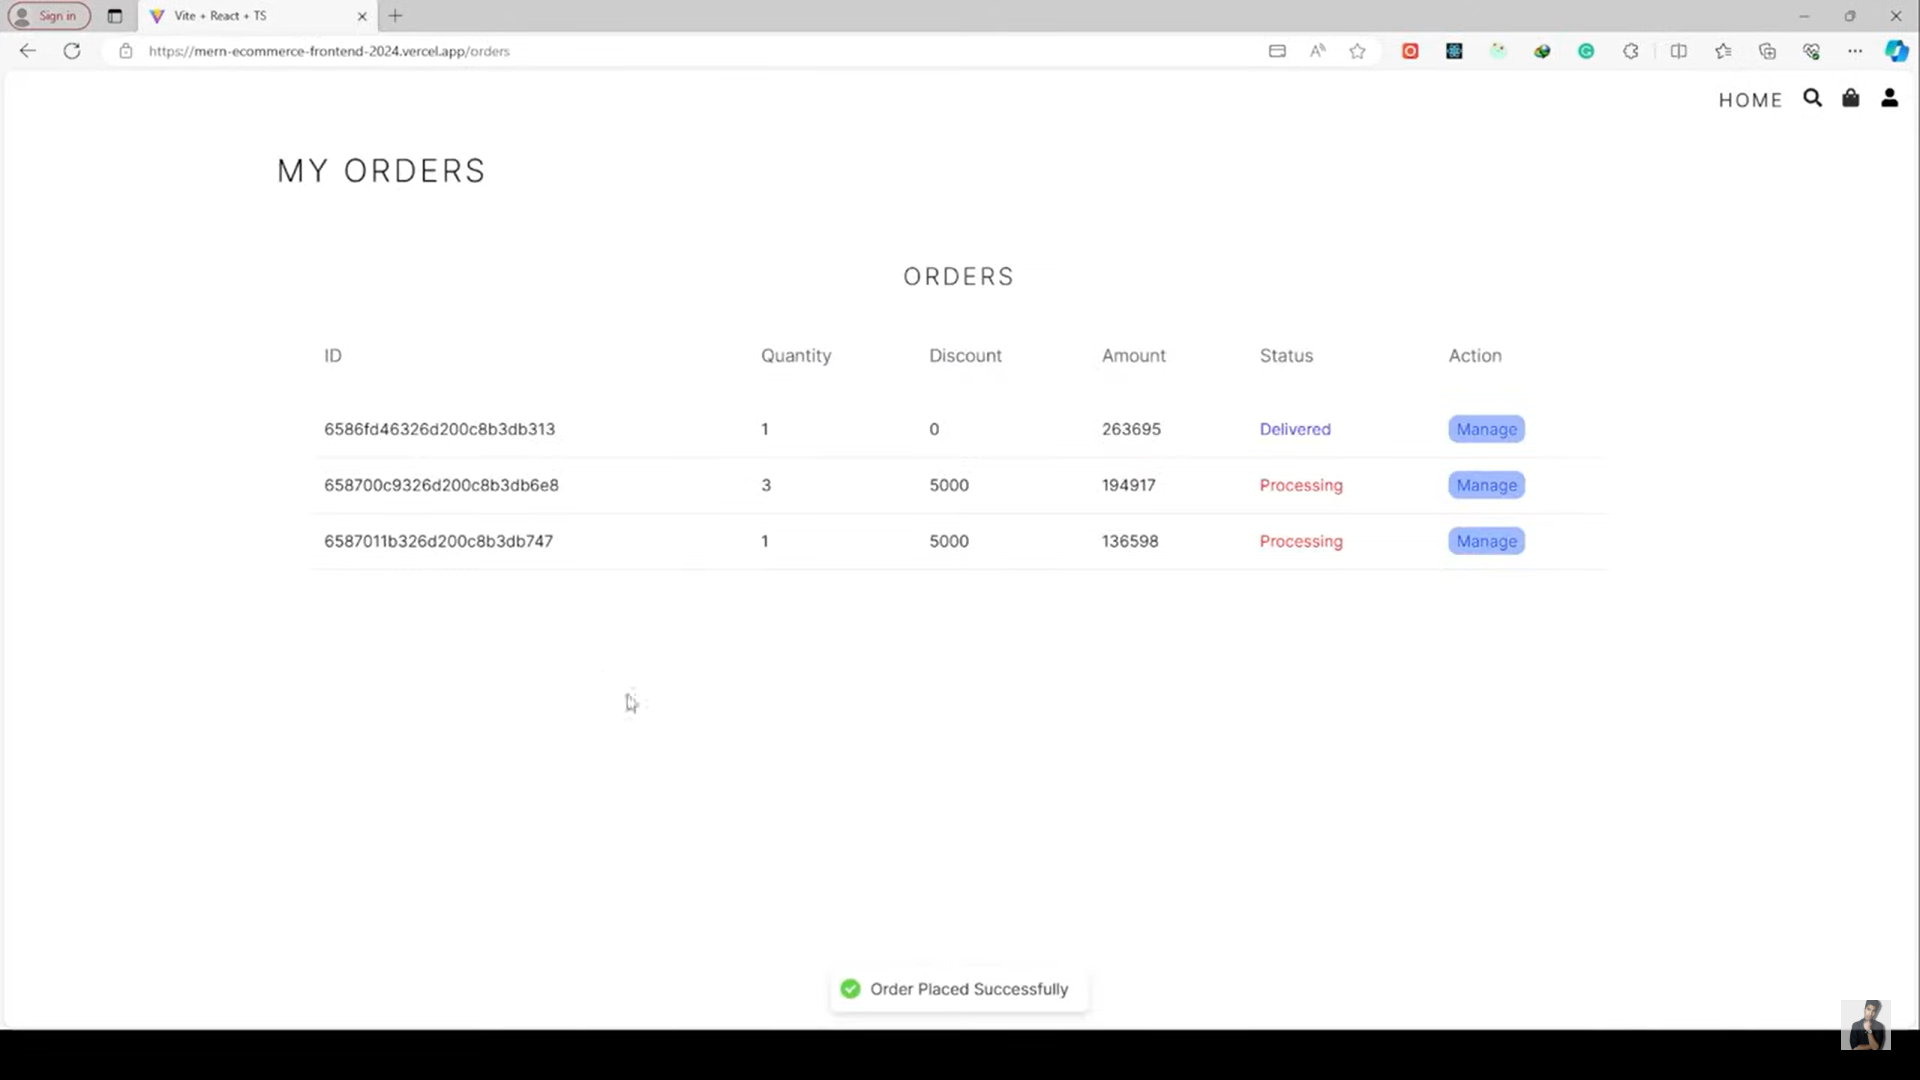 Sign in Vite + React + TS
https://mern-ecommerce-frontend-2024.vercel.app/orders
HOME
MY ORDERS
ORDERS
ID Quantity Discount Amount Status Action
6586fd46326d200c8b3db313 1 0 263695 Delivered Manage
658700c9326d200c8b3db6e8 3 5000 194917 Processing Manage
6587011b326d200c8b3db747 1 5000 136598 Processing Manage
Order Placed Successfully